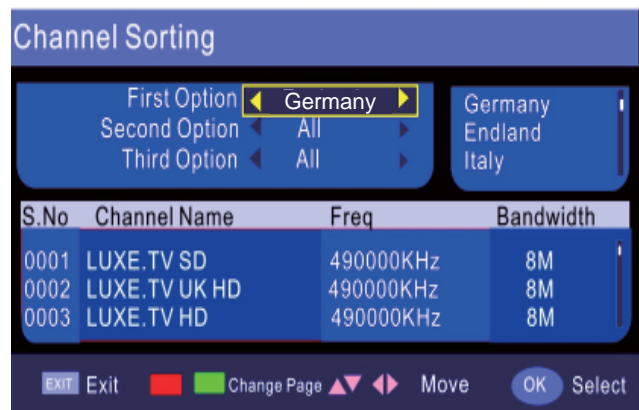 Channel Sorting
First Option Germany
Second Option All
Third Option All
Germany
Endland
Italy
S.No Channel Name Freq Bandwidth
0001 LUXE.TV SD 490000KHz 8M
0002 LUXE.TV UK HD 490000KHz 8M
0003 LUXE.TV HD 490000KHz 8M
EXIT Exit Change Page Move OK Select